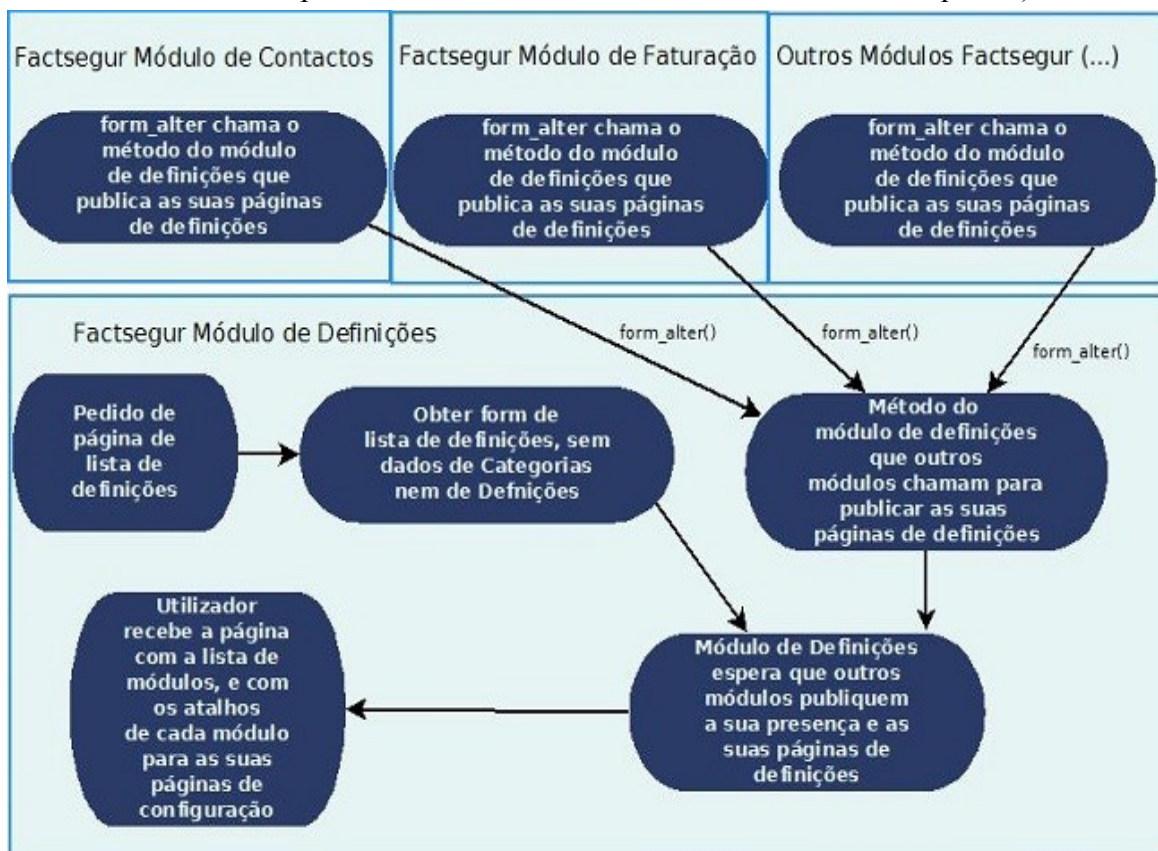 Factsegur Módulo de Contactos
Factsegur Módulo de Faturação
Outros Módulos Factsegur (...)
form_alter chama o
método do módulo
de definições que
publica as suas páginas
de definições
form_alter chama o
método do módulo
de definições que
publica as suas páginas
de definições
form_alter chama o
método do módulo
de definições que
publica as suas páginas
de definições
form_alter()
form_alter()
form_alter()
Factsegur Módulo de Definições
Pedido de
página de
lista de
definições
Obter form de
lista de definições, sem
dados de Categorias
nem de Defnições
Método do
módulo de definições
que outros
módulos chamam para
publicar as suas
páginas de definições
Utilizador
recebe a página
com a lista de
módulos, e com
os atalhos
de cada módulo
para as suas
páginas de
configuração
Módulo de Definições
espera que outros
módulos publiquem
a sua presença e as
suas páginas de
definições